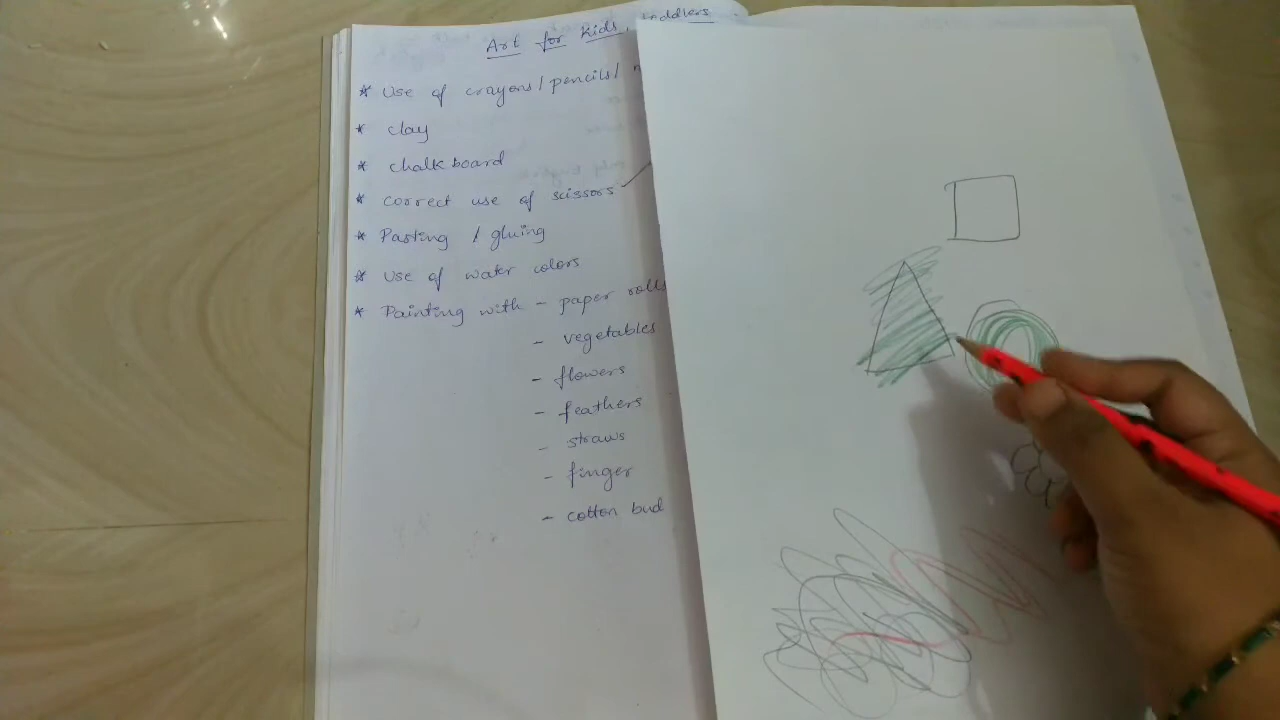 Art for Kids, toddlers
* Use of crayons / pencils /
* clay
* chalk board
* correct use of scissors
* Pasting / gluing
* Use of water colors
* Painting with - paper rolls
- vegetables
- flowers
- feathers
- straws
- finger
- cotton bud